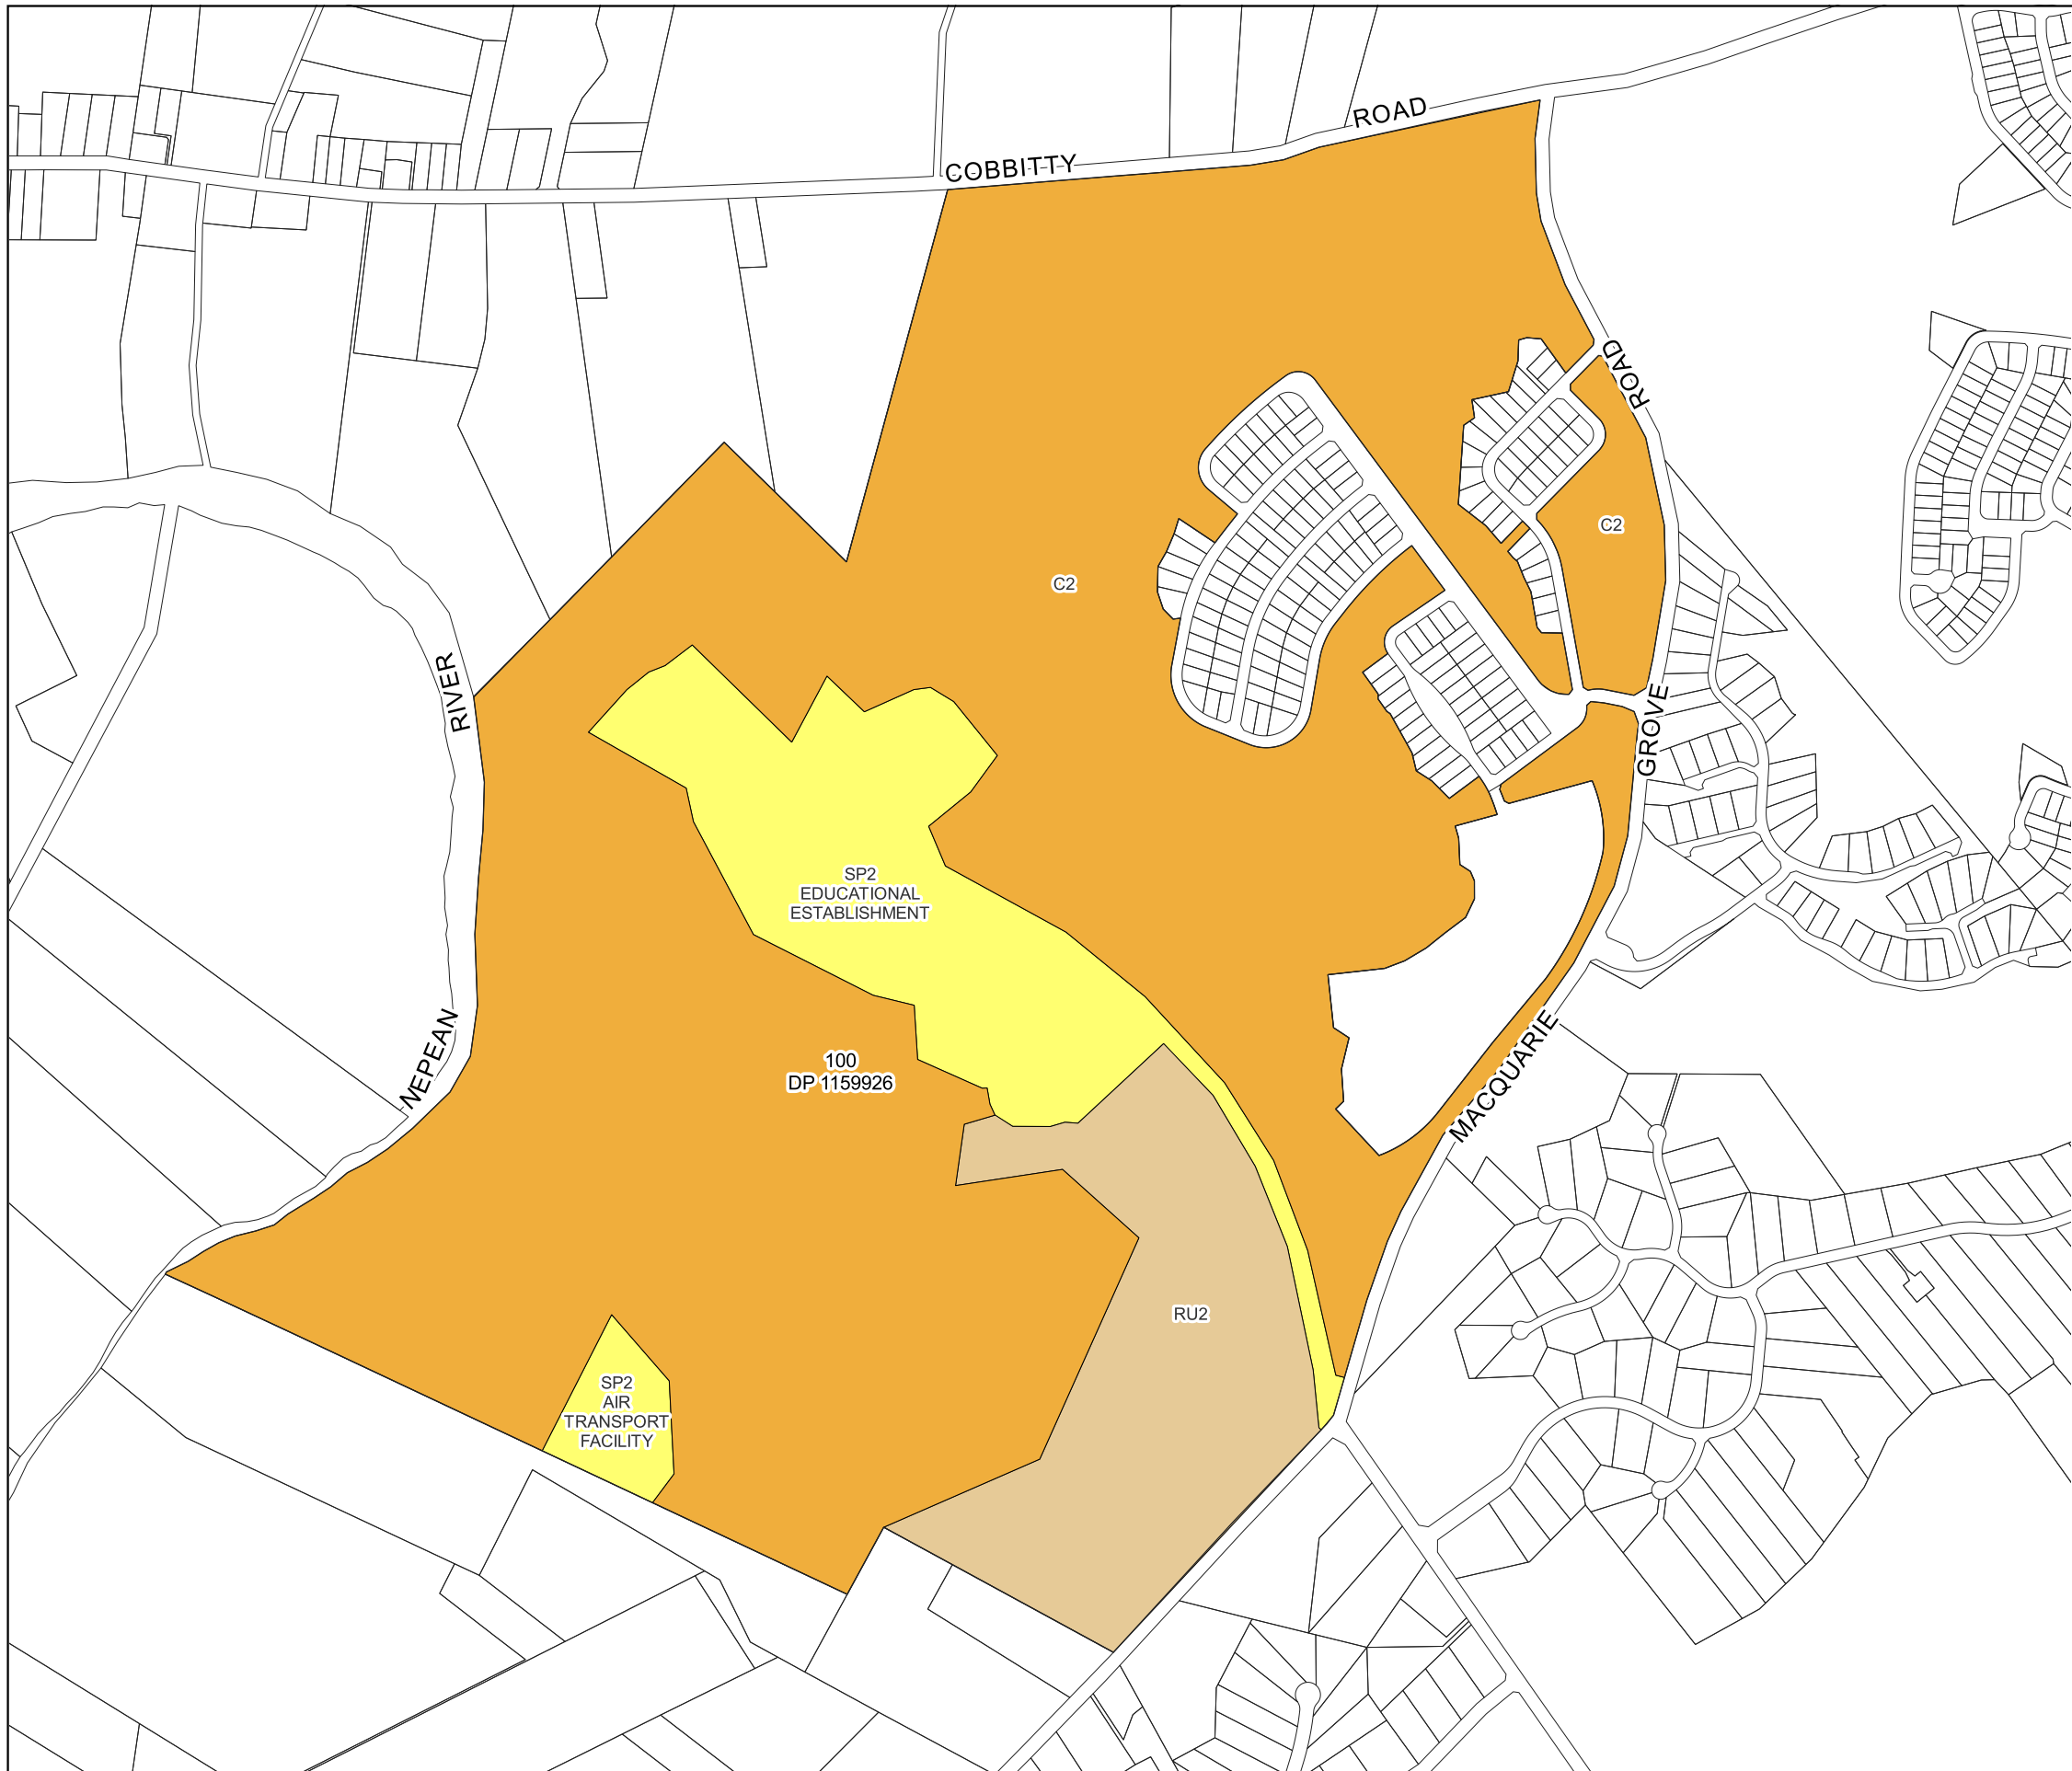 ROAD
COBBITTY
ROAD
C2
C2
RIVER
GROVE
SP2
EDUCATIONAL
ESTABLISHMENT
NEPEAN
100
DP 1159926
MACQUARIE
RU2
SP2
AIR
TRANSPORT
FACILITY